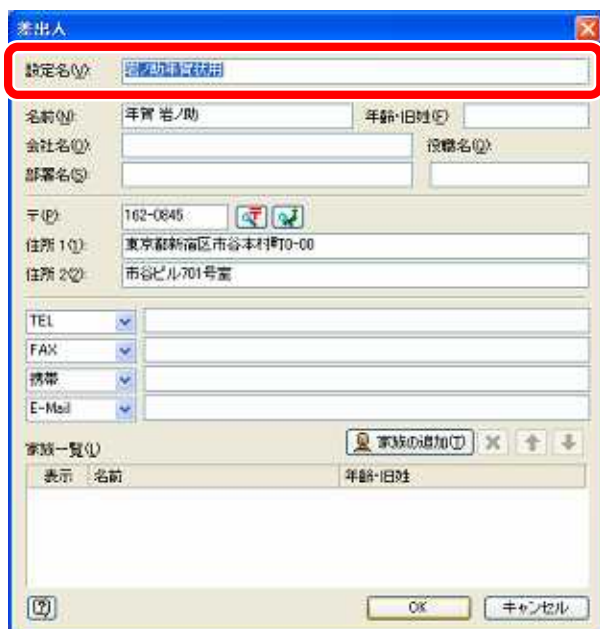 差出人
設定名(V): 岩ノ助年賀状用
名前(N): 年賀 岩ノ助 年齢・旧姓(F)
会社名(O): 役職名(Q):
部署名(S):
〒(P): 162-0845
住所 1(1): 東京都新宿区市谷本村町0-00
住所 2(2): 市谷ビル701号室
TEL
FAX
携帯
E-Mail
家族一覧(L) 家族の追加(T)
表示 名前 年齢・旧姓
OK キャンセル